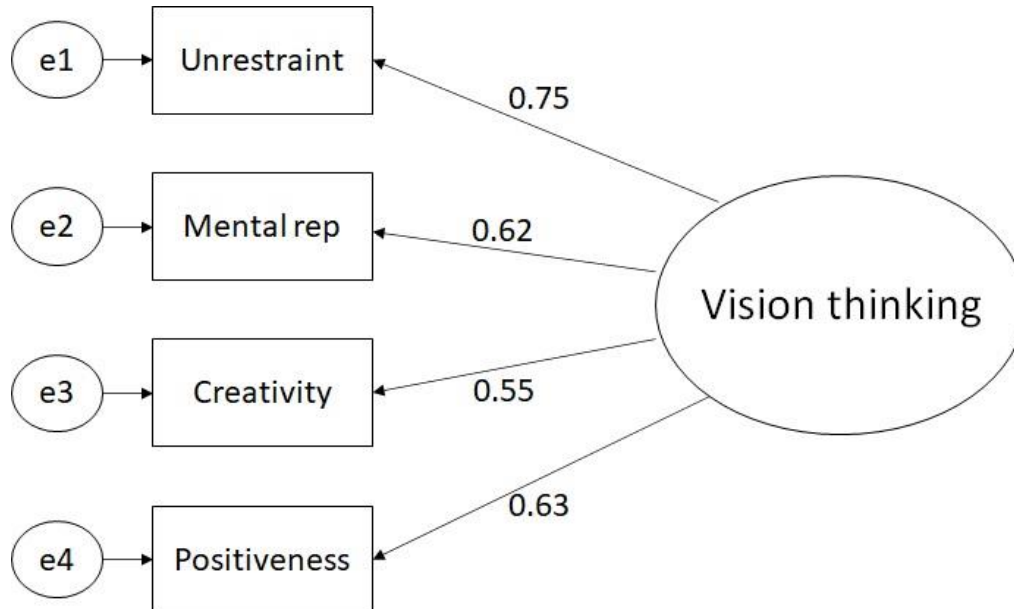 e1
Unrestraint
0.75
e2
Mental rep
0.62
Vision thinking
e3
Creativity
0.55
e4
Positiveness
0.63